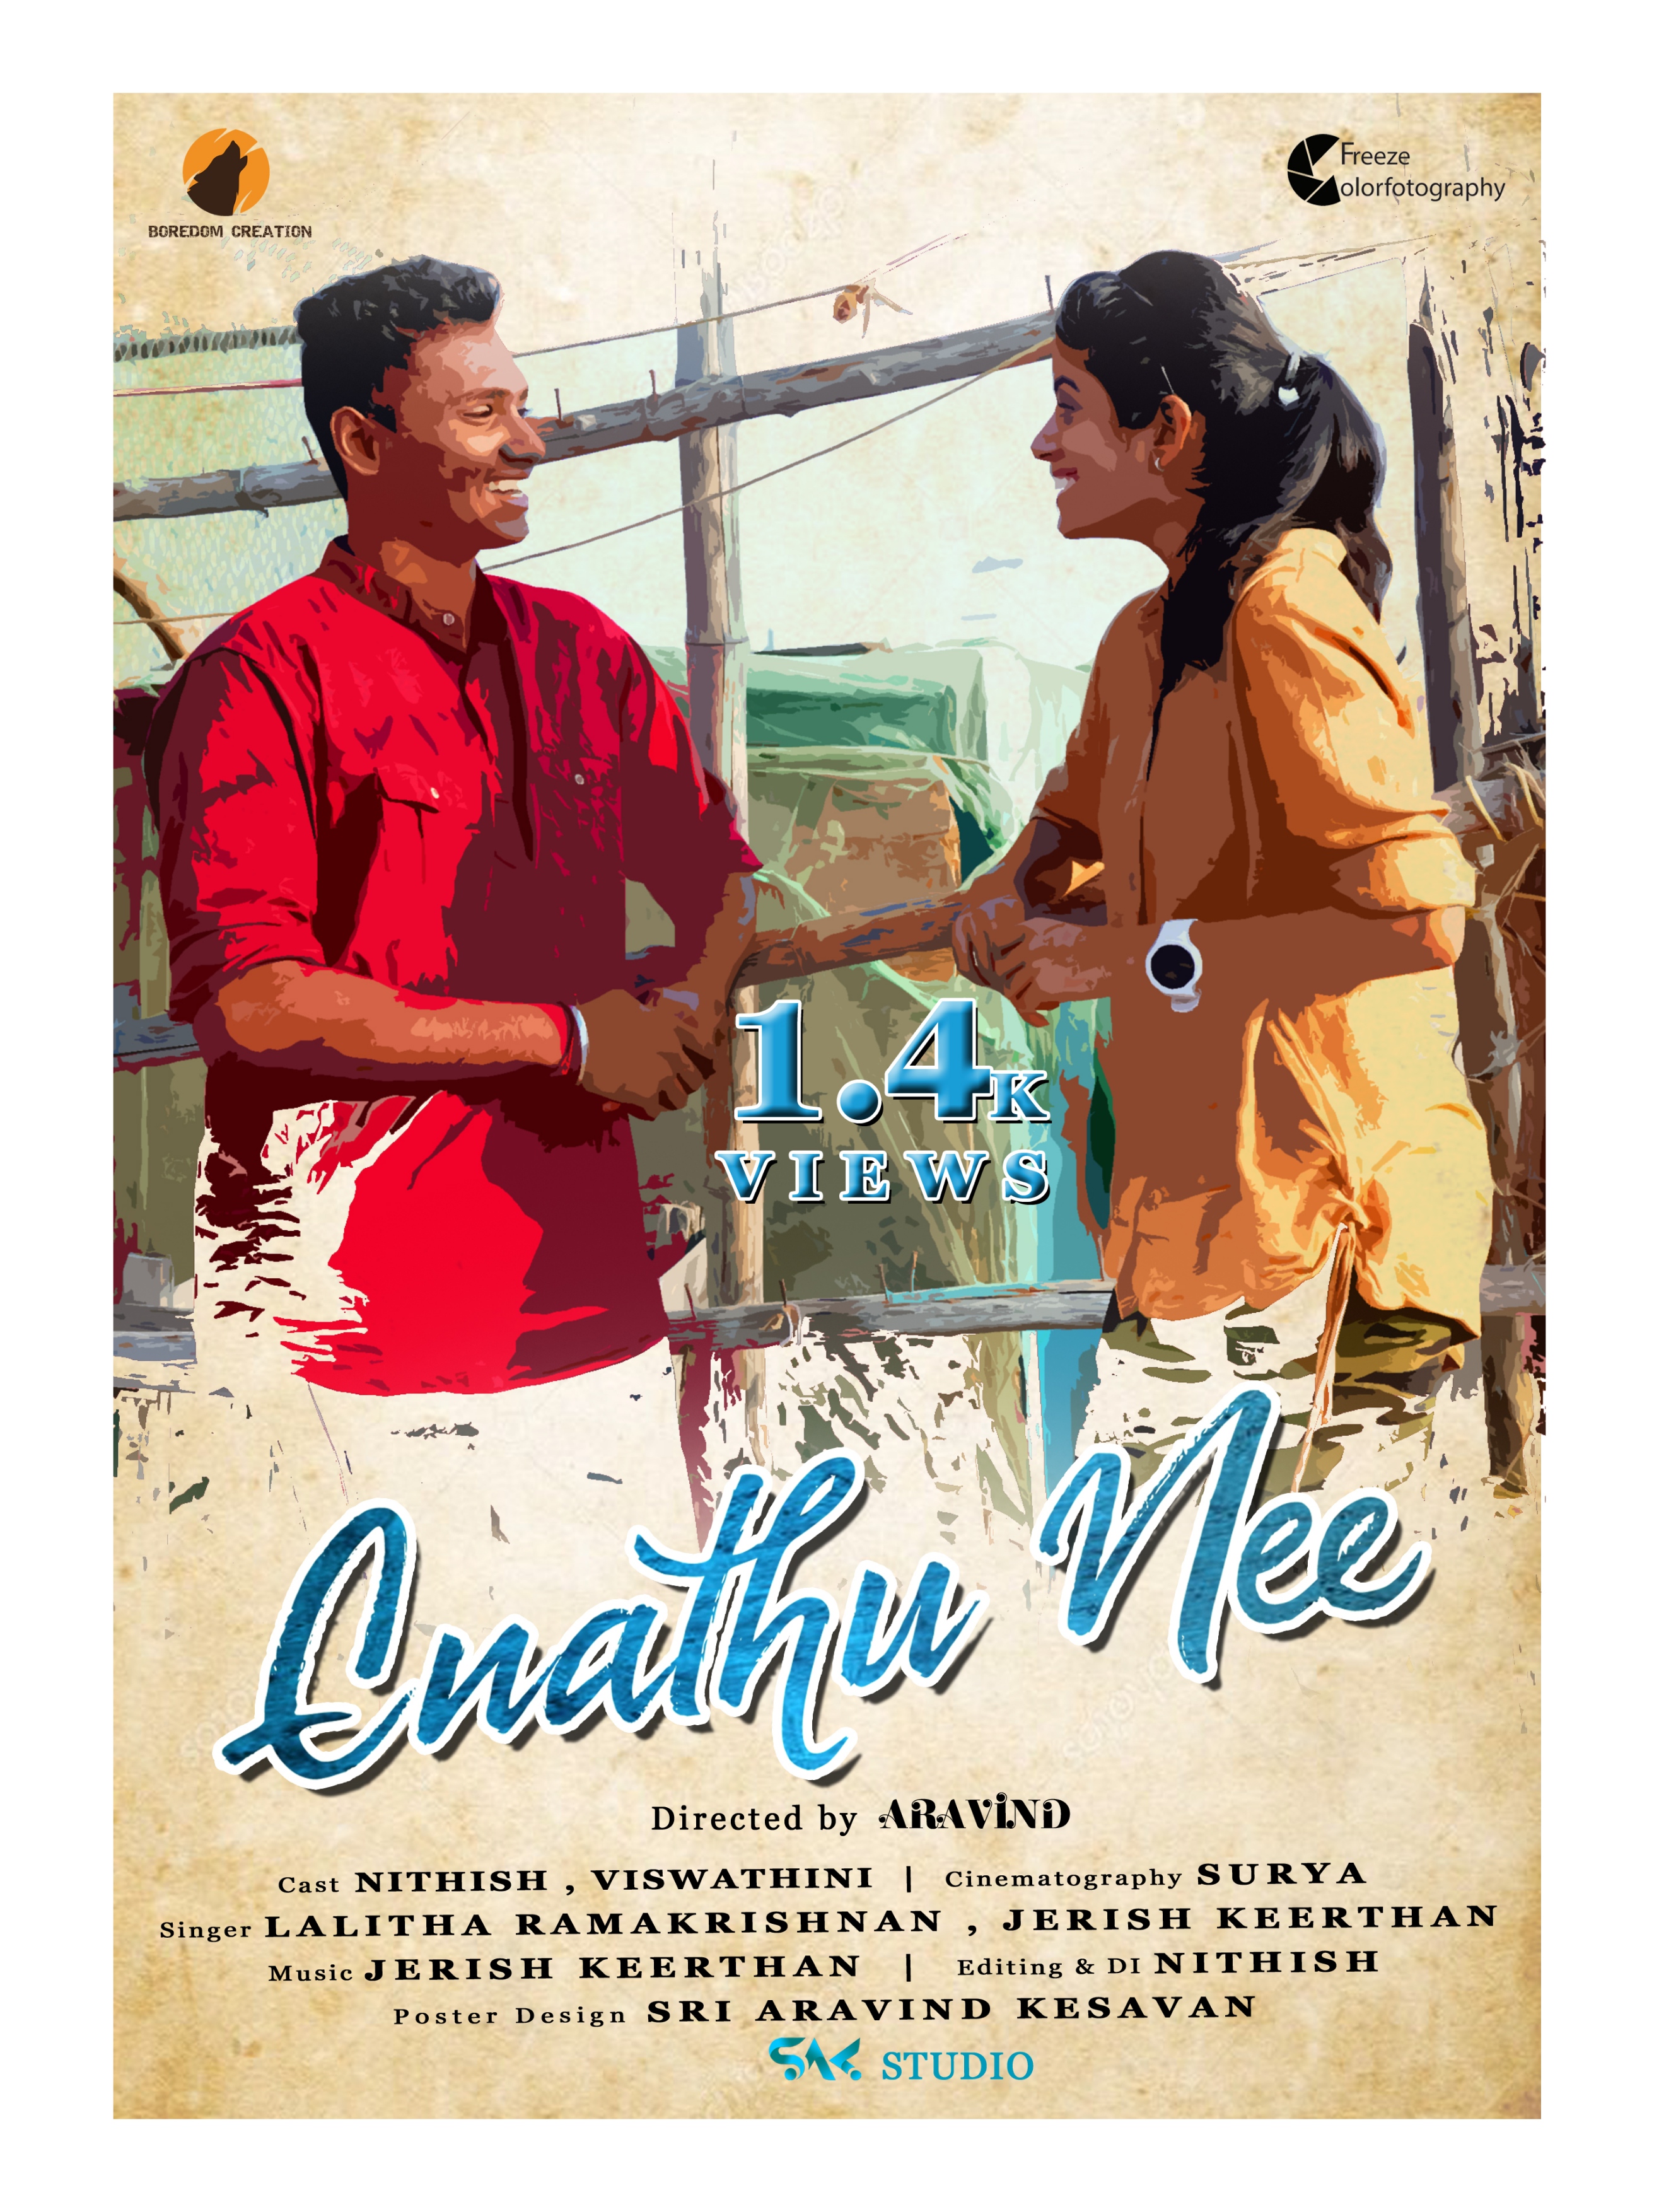 BOREDOM CREATION
Freeze
Colorfotography
1.4K
VIEWS
Enathu Nee
Directed by ARAVIND
Cast NITHISH , VISWATHINI | Cinematography SURYA
Singer LALITHA RAMAKRISHNAN , JERISH KEERTHAN
Music JERISH KEERTHAN | Editing & DI NITHISH
Poster Design SRI ARAVIND KESAVAN
SAK STUDIO